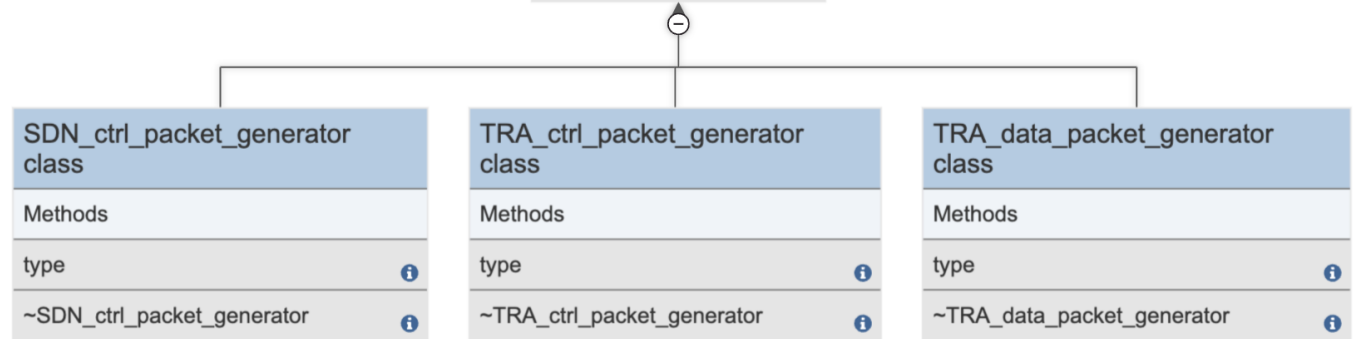 SDN_ctrl_packet_generator
class
Methods
type
~SDN_ctrl_packet_generator
TRA_ctrl_packet_generator
class
Methods
type
~TRA_ctrl_packet_generator
TRA_data_packet_generator
class
Methods
type
~TRA_data_packet_generator